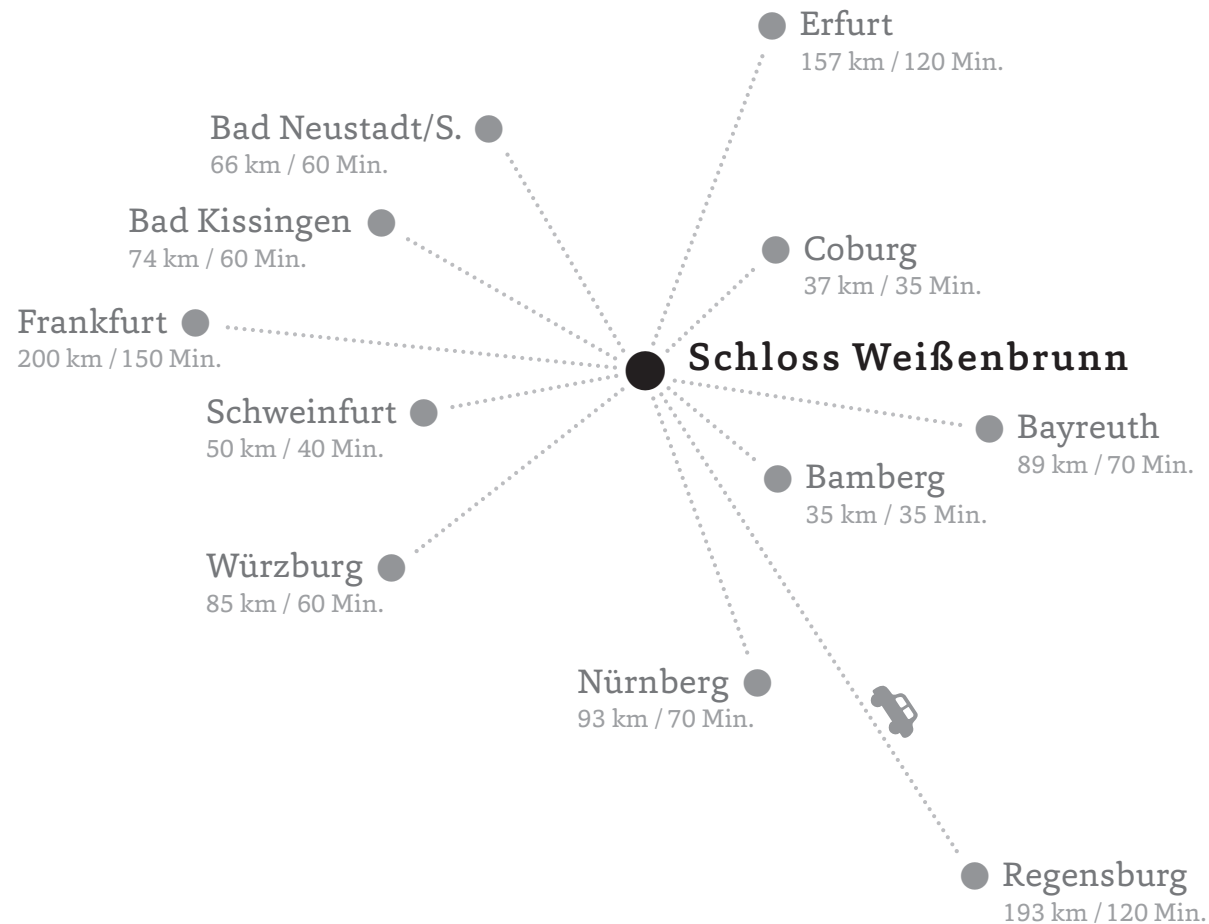 Erfurt
157 km / 120 Min.
Bad Neustadt/S.
66 km / 60 Min.
Bad Kissingen
74 km / 60 Min.
Coburg
37 km / 35 Min.
Frankfurt
200 km / 150 Min.
Schloss Weißenbrunn
Schweinfurt
50 km / 40 Min.
Bayreuth
89 km / 70 Min.
Bamberg
35 km / 35 Min.
Würzburg
85 km / 60 Min.
Nürnberg
93 km / 70 Min.
Regensburg
193 km / 120 Min.